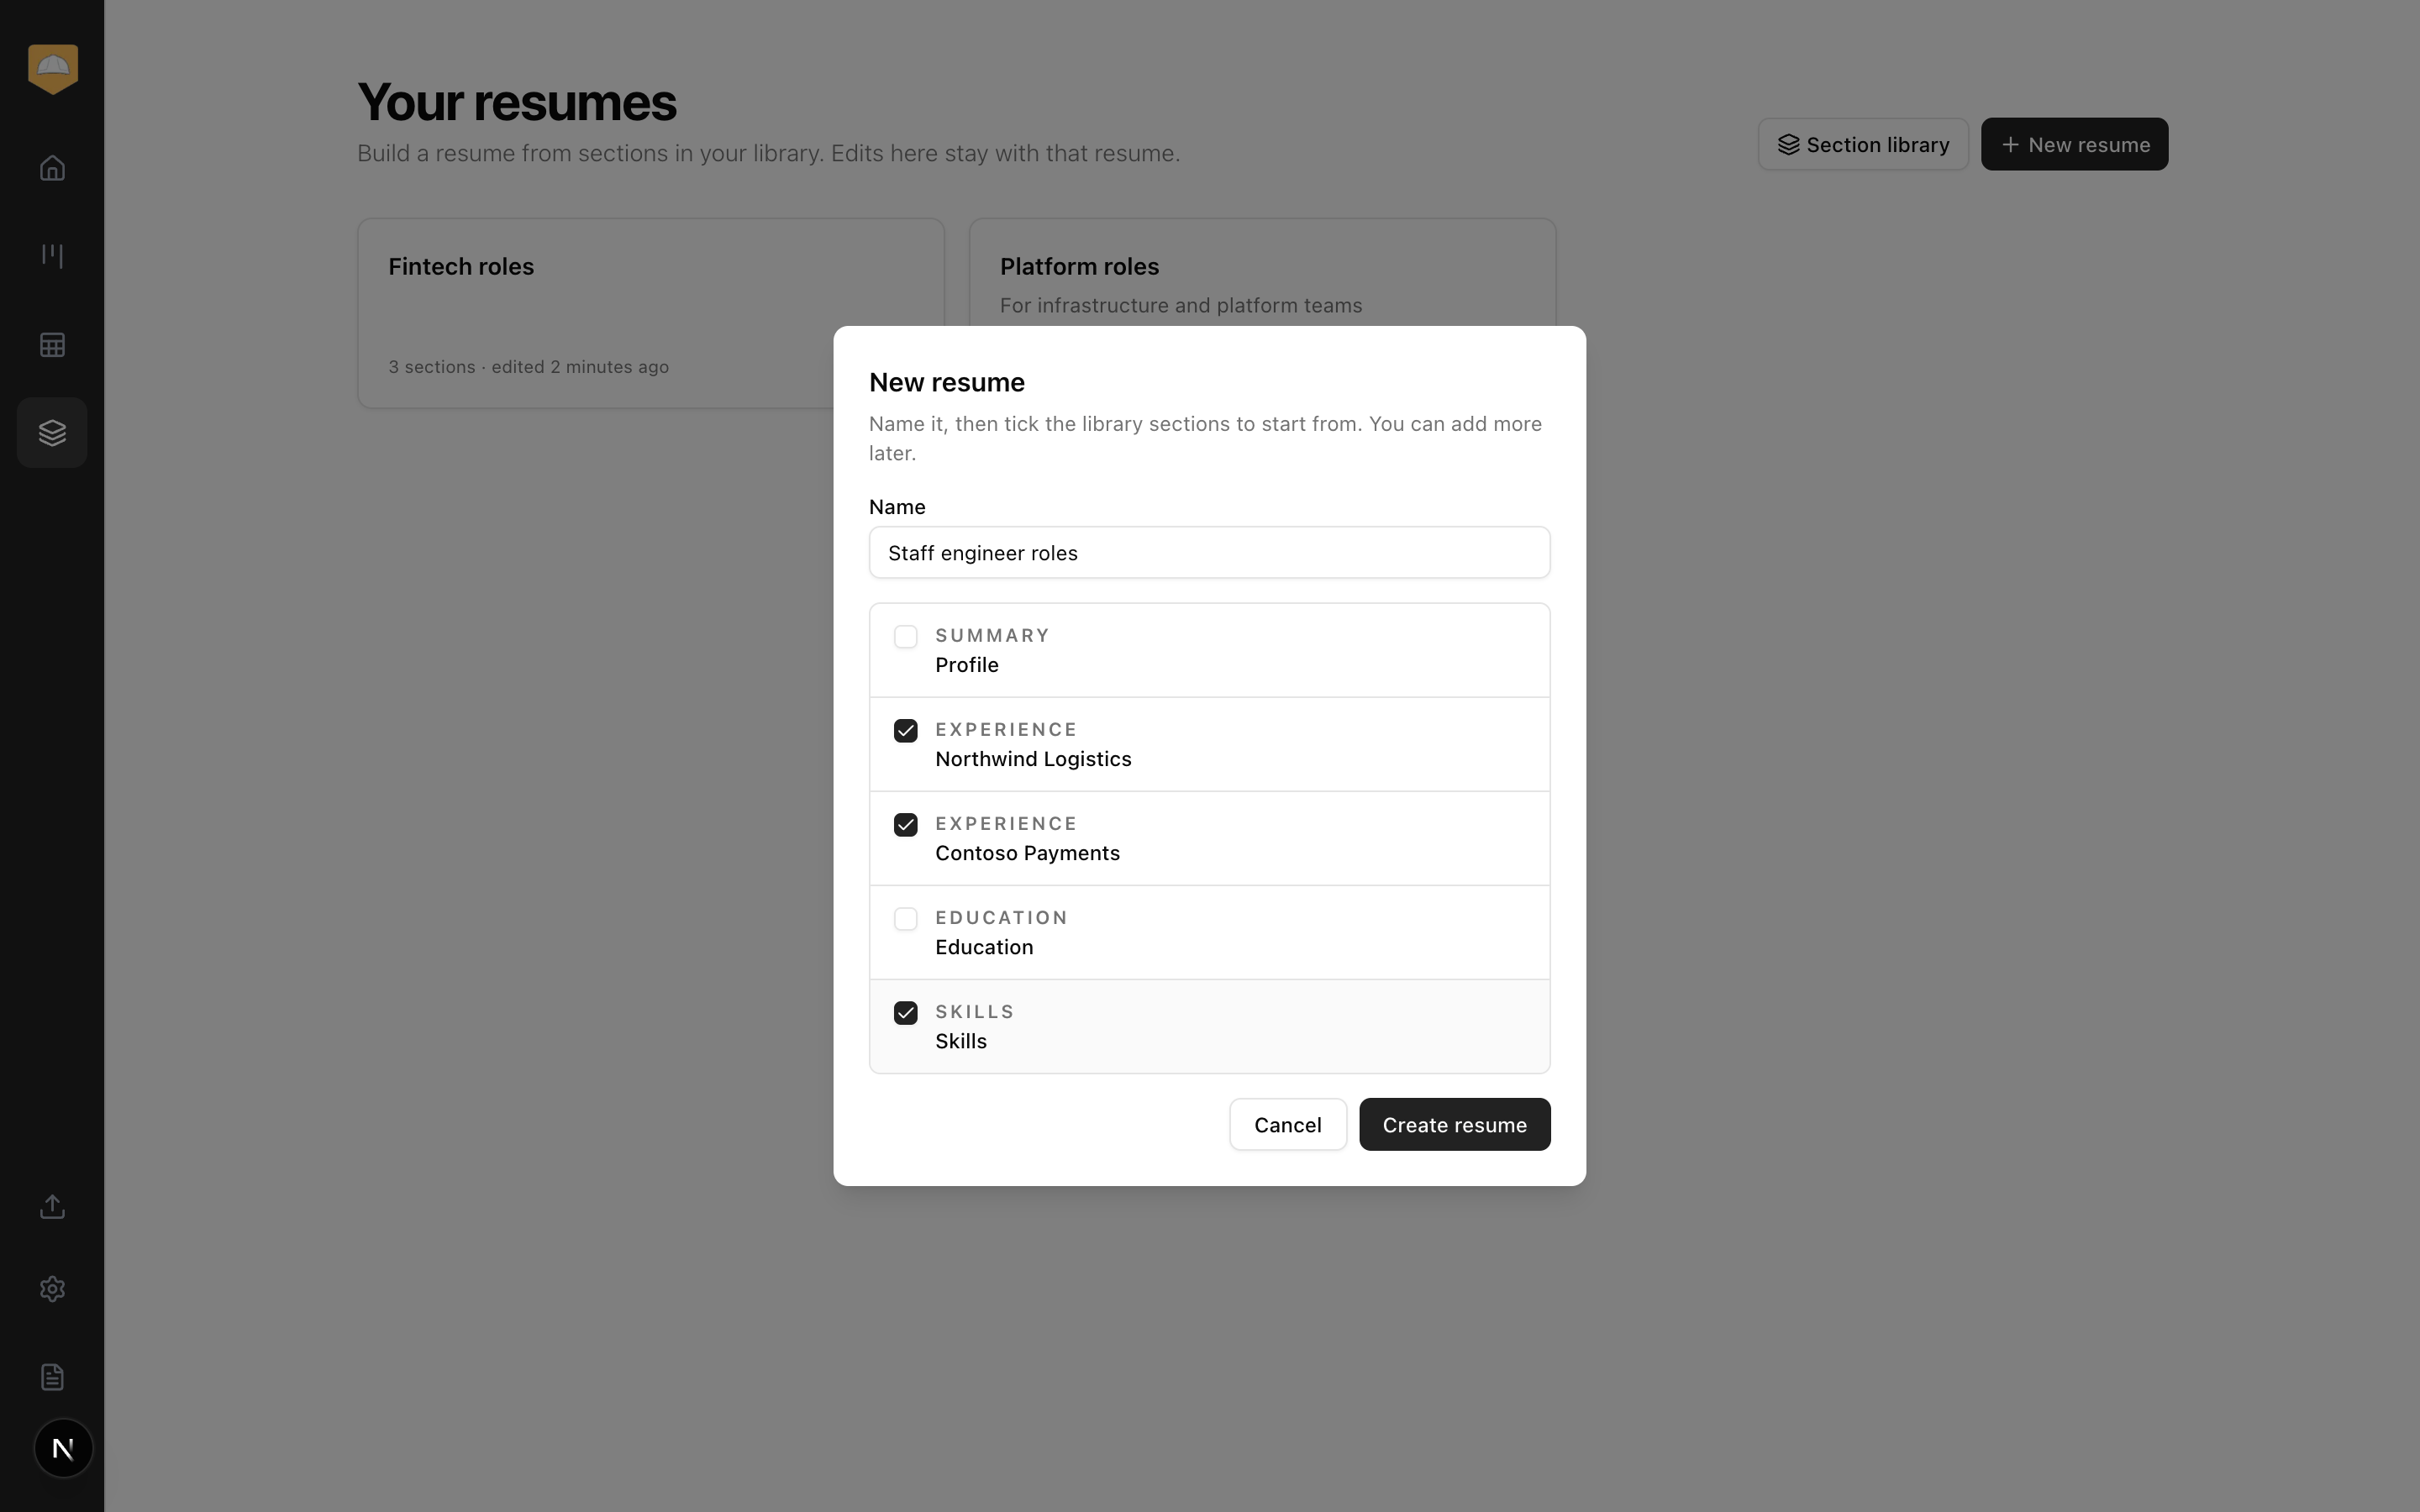 Your resumes
Build a resume from sections in your library. Edits here stay with that resume.
Section library
New resume
Fintech roles
3 sections · edited 2 minutes ago
Platform roles
For infrastructure and platform teams
New resume
Name it, then tick the library sections to start from. You can add more
later.
Name
Staff engineer roles
SUMMARY
Profile
EXPERIENCE
Northwind Logistics
EXPERIENCE
Contoso Payments
EDUCATION
Education
SKILLS
Skills
Cancel
Create resume
N